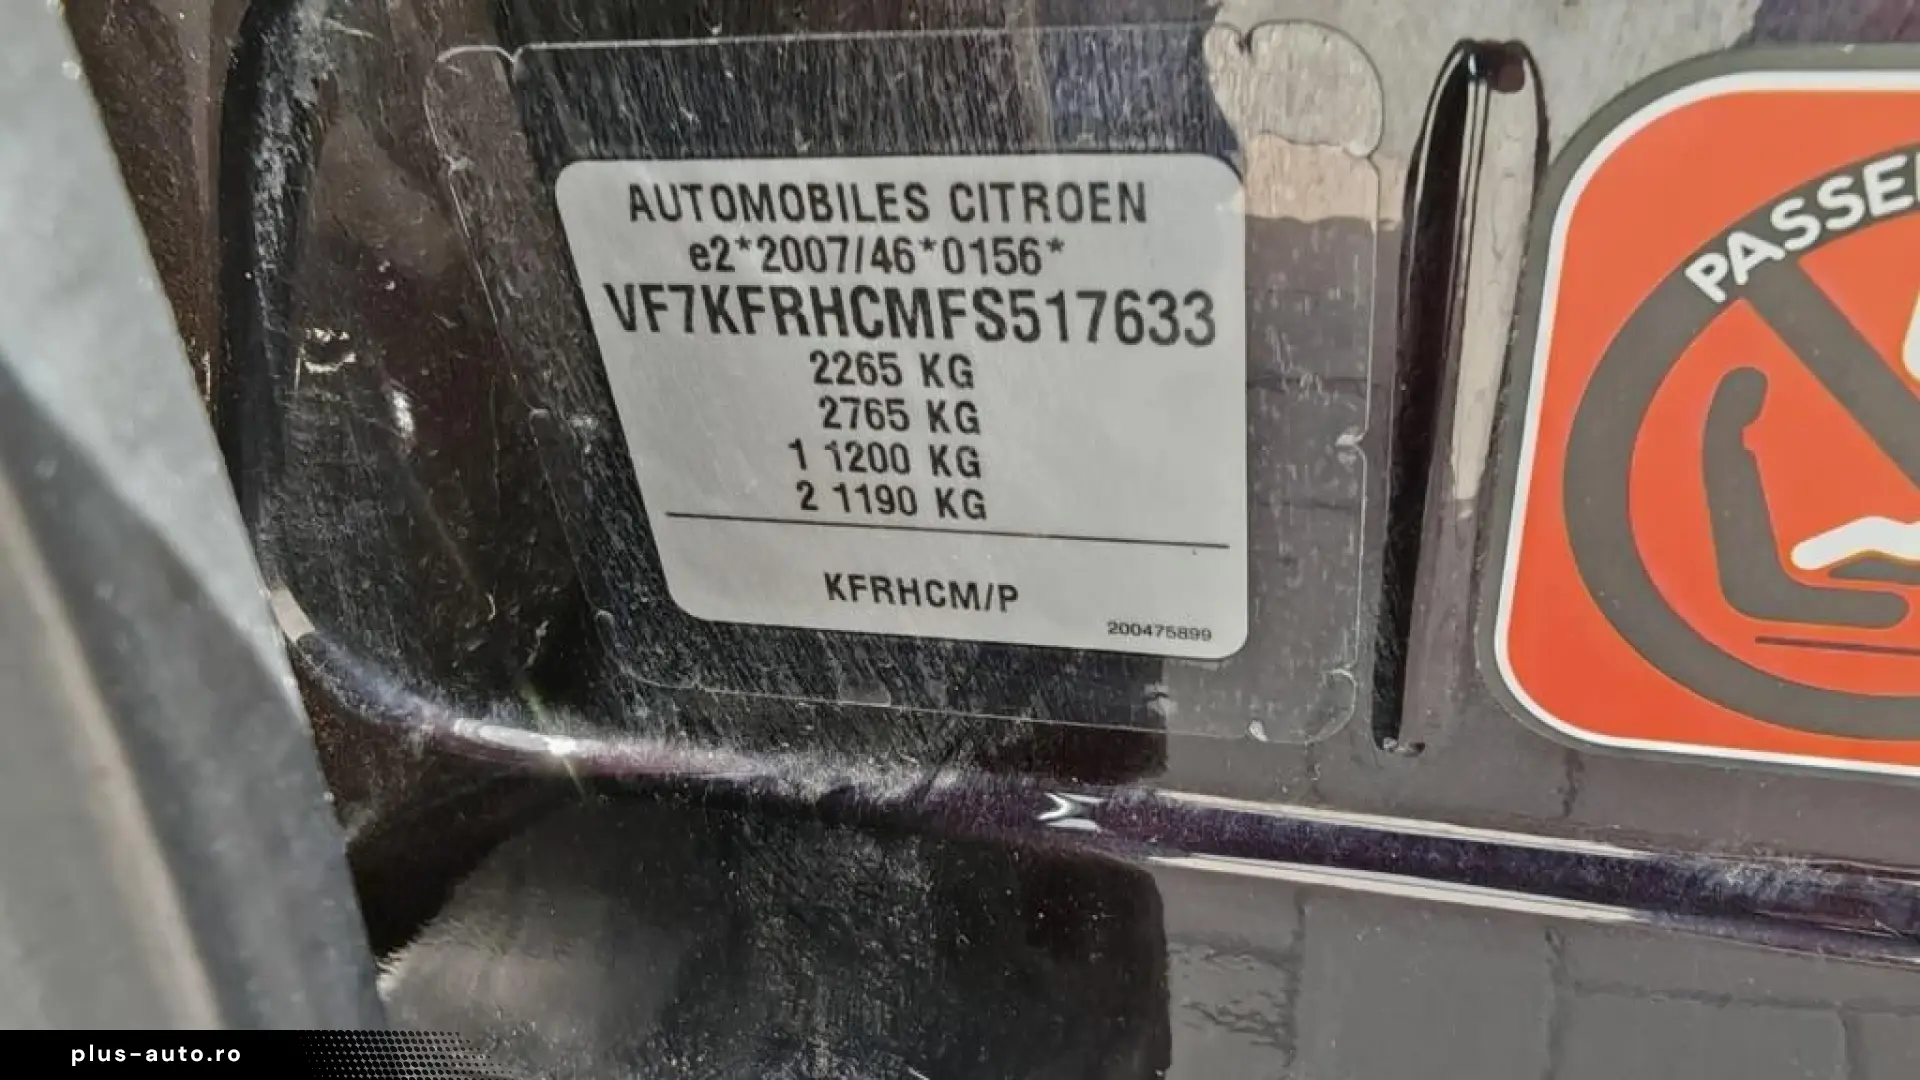 AUTOMOBILES CITROEN
e2*2007/46*0156*
VF7KFRHCMFS517633
2265 KG
2765 KG
1 1200 KG
2 1190 KG
KFRHCM/P
200475899
plus-auto.ro